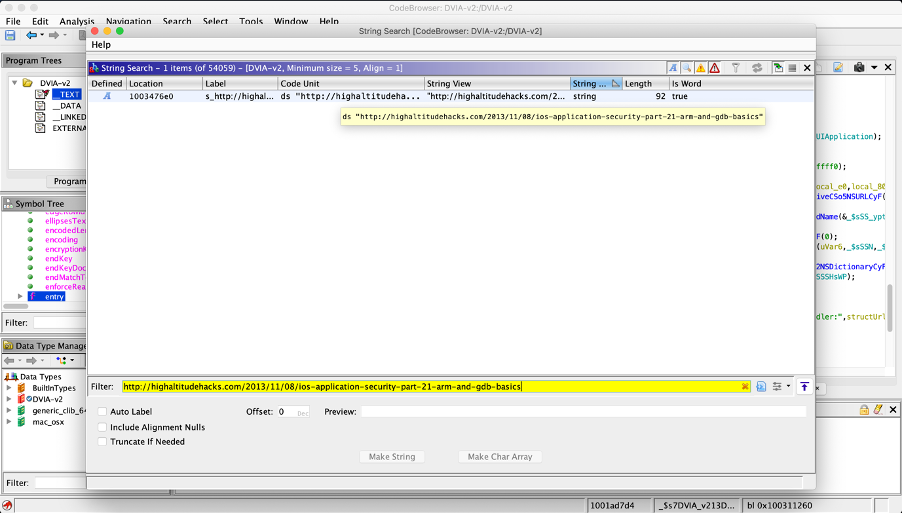 CodeBrowser: DVIA-v2:/DVIA-v2
File Edit Analysis Navigation Search Select Tools Window Help
String Search [CodeBrowser: DVIA-v2:/DVIA-v2]
Help
Program Trees
DVIA-v2
__TEXT
__DATA
__LINKED
EXTERNA
Program
String Search - 1 items (of 54059) - [DVIA-v2, Minimum size = 5, Align = 1]
Defined Location Label Code Unit String View String ... Length Is Word
A 1003476e0 s_http://highal... ds "http://highaltitudeha... "http://highaltitudehacks.com/2... string 92 true
ds "http://highaltitudehacks.com/2013/11/08/ios-application-security-part-21-arm-and-gdb-basics"
UIApplication);
ffff0);
ocal_e0,local_80
iveCSo5NSURLCyF(
dName(&_$sSS_ypt
F(0);
(uVar6,_$sSSN,_$
2NSDictionaryCyF
SSSHsWP);
dler:",structUrl
Symbol Tree
ellipsesTex
encodedLen
encoding
encryptionK
endKey
endKeyDoc
endMatchT
enforceRea
f entry
Filter:
Data Type Manage
Data Types
BuiltInTypes
DVIA-v2
generic_clib_64
mac_osx
Filter:
Filter: http://highaltitudehacks.com/2013/11/08/ios-application-security-part-21-arm-and-gdb-basics
Auto Label Offset: 0 Dec Preview:
Include Alignment Nulls
Truncate If Needed
Make String Make Char Array
1001ad7d4 _$s7DVIA_v213D... bl 0x100311260